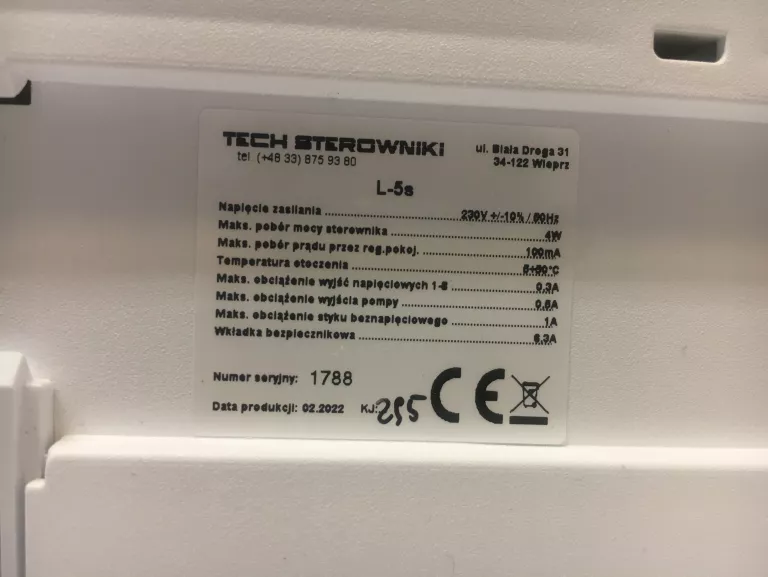 TECH STEROWNIKI
tel. (+48 33) 875 93 80
ul. Biała Droga 31
34-122 Wieprz
L-5s
Napięcie zasilania 230V +/-10% / 50Hz
Maks. pobór mocy sterownika 4W
Maks. pobór prądu przez reg.pokoj. 100mA
Temperatura otoczenia 5÷50°C
Maks. obciążenie wyjść napięciowych 1-8 0,3A
Maks. obciążenie wyjścia pompy 0,5A
Maks. obciążenie styku beznapięciowego 1A
Wkładka bezpiecznikowa 6,3A
Numer seryjny: 1788
Data produkcji: 02.2022 KJ: 295
CE